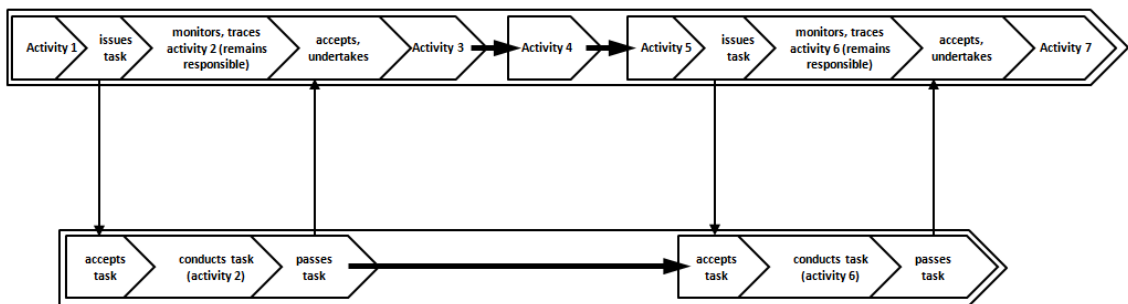 Activity 1
issues
task
monitors, traces
activity 2 (remains
responsible)
accepts,
undertakes
Activity 3
Activity 4
Activity 5
issues
task
monitors, traces
activity 6 (remains
responsible)
accepts,
undertakes
Activity 7
accepts
task
conducts task
(activity 2)
passes
task
accepts
task
conducts task
(activity 6)
passes
task